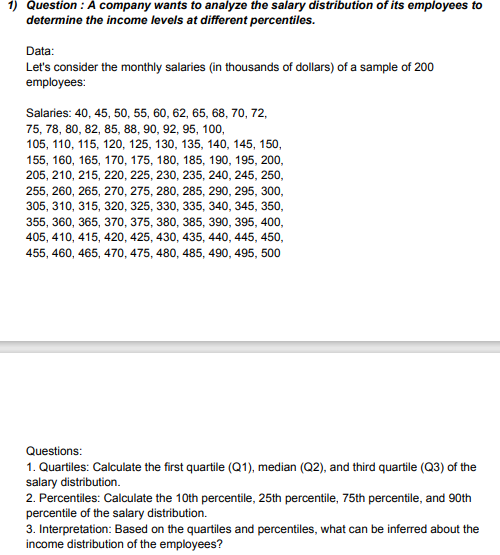 1) Question : A company wants to analyze the salary distribution of its employees to
determine the income levels at different percentiles.
Data:
Let's consider the monthly salaries (in thousands of dollars) of a sample of 200
employees:
Salaries: 40, 45, 50, 55, 60, 62, 65, 68, 70, 72,
75, 78, 80, 82, 85, 88, 90, 92, 95, 100,
105, 110, 115, 120, 125, 130, 135, 140, 145, 150,
155, 160, 165, 170, 175, 180, 185, 190, 195, 200,
205, 210, 215, 220, 225, 230, 235, 240, 245, 250,
255, 260, 265, 270, 275, 280, 285, 290, 295, 300,
305, 310, 315, 320, 325, 330, 335, 340, 345, 350,
355, 360, 365, 370, 375, 380, 385, 390, 395, 400,
405, 410, 415, 420, 425, 430, 435, 440, 445, 450,
455, 460, 465, 470, 475, 480, 485, 490, 495, 500
Questions:
1. Quartiles: Calculate the first quartile (Q1), median (Q2), and third quartile (Q3) of the
salary distribution.
2. Percentiles: Calculate the 10th percentile, 25th percentile, 75th percentile, and 90th
percentile of the salary distribution.
3. Interpretation: Based on the quartiles and percentiles, what can be inferred about the
income distribution of the employees?